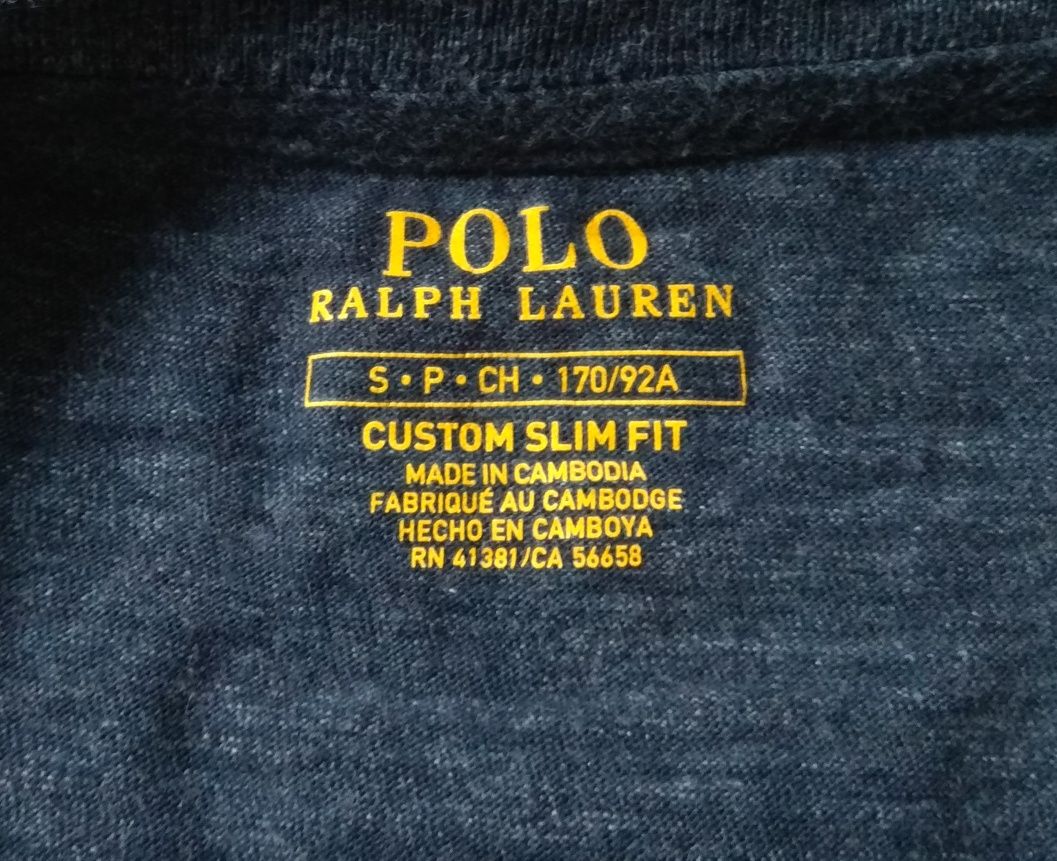 POLO
RALPH LAUREN
S • P • CH • 170/92A
CUSTOM SLIM FIT
MADE IN CAMBODIA
FABRIQUÉ AU CAMBODGE
HECHO EN CAMBOYA
RN 41381/CA 56658